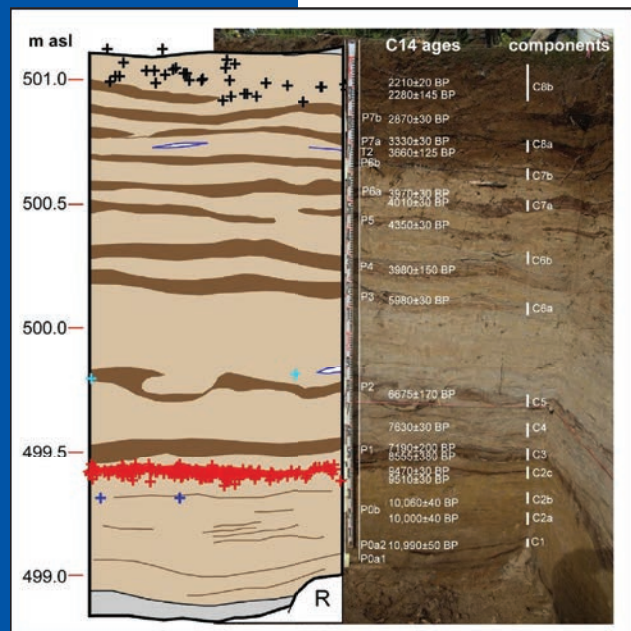 m asl
501.0
500.5
500.0
499.5
499.0
R
C14 ages components
2210±20 BP
2280±145 BP
C8b
P7b 2870±30 BP
P7a 3330±30 BP
C8a
T2 3660±125 BP
P6b
C7b
P6a 3970±30 BP
4010±30 BP
C7a
P5 4350±30 BP
C6b
P4 3980±150 BP
P3 5980±30 BP
C6a
P2 6675±170 BP
C5
7630±30 BP
C4
P1 7190±200 BP
8555±380 BP
C3
9470±30 BP
C2c
9510±30 BP
10,060±40 BP
C2b
P0b
10,000±40 BP
C2a
P0a2 10,990±50 BP
C1
P0a1